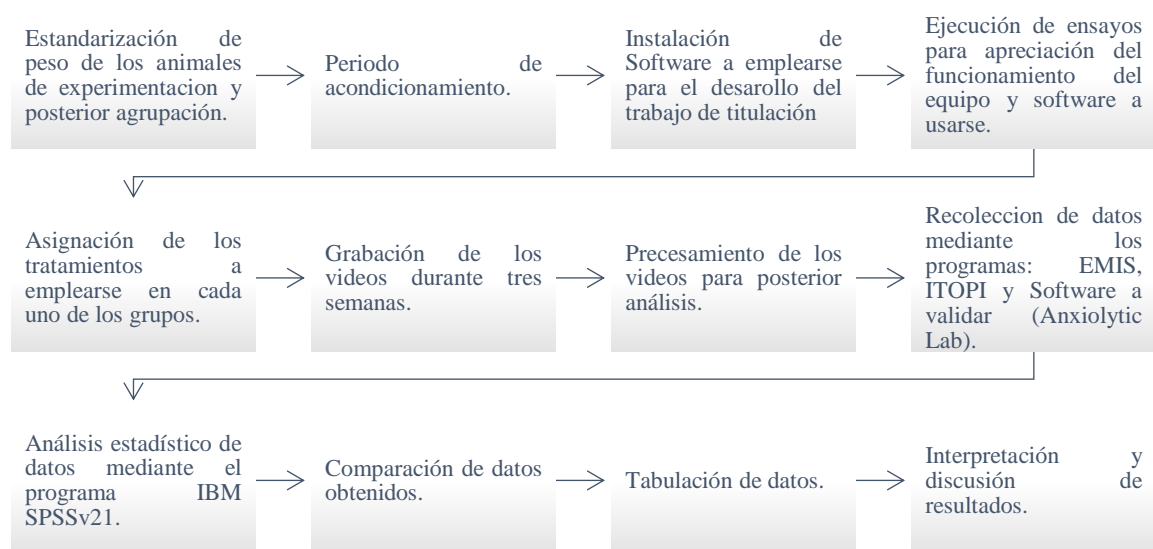 Estandarización de
peso de los animales
de experimentacion y
posterior agrupación.
Periodo de
acondicionamiento.
Instalación de
Software a emplearse
para el desarollo del
trabajo de titulación
Ejecución de ensayos
para apreciación del
funcionamiento del
equipo y software a
usarse.
Asignación de los
tratamientos a
emplearse en cada
uno de los grupos.
Grabación de los
videos durante tres
semanas.
Precesamiento de los
videos para posterior
análisis.
Recoleccion de datos
mediante los
programas: EMIS,
ITOPI y Software a
validar (Anxiolytic
Lab).
Análisis estadístico de
datos mediante el
programa IBM
SPSSv21.
Comparación de datos
obtenidos.
Tabulación de datos.
Interpretación y
discusión de
resultados.